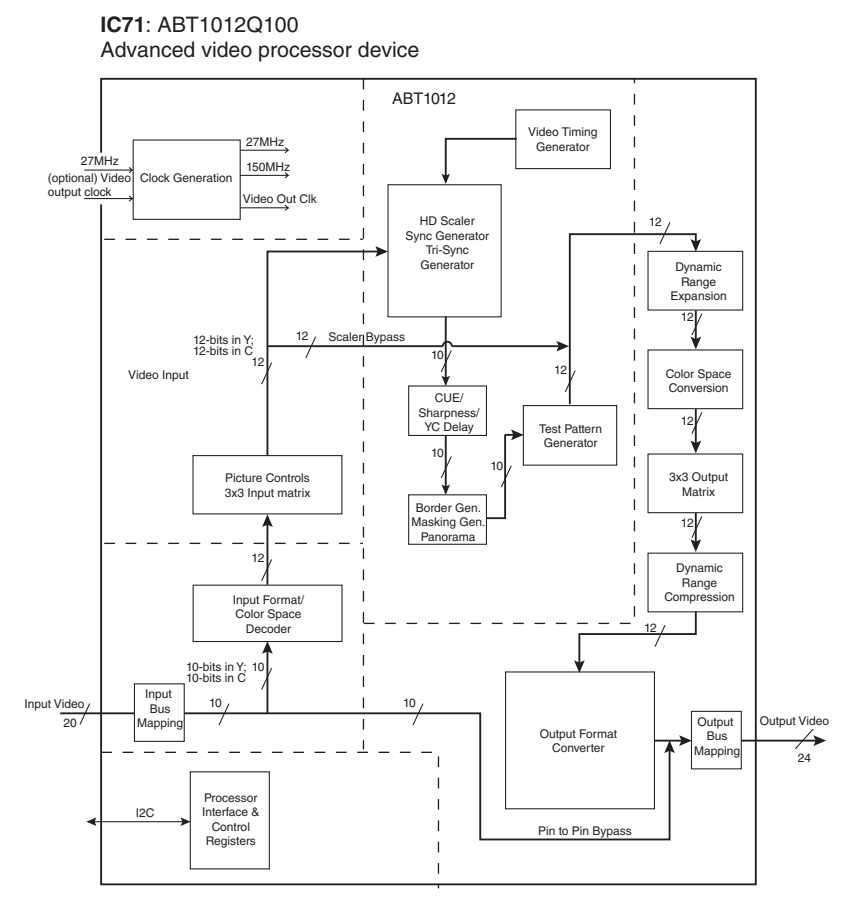 IC71: ABT1012Q100
Advanced video processor device
ABT1012
Video Timing
Generator
27MHz
(optional) Video
output clock
Clock Generation
27MHz
150MHz
Video Out Clk
HD Scaler
Sync Generator
Tri-Sync
Generator
12
Dynamic
Range
Expansion
12
12-bits in Y;
12-bits in C
12
12
Scaler Bypass
10
12
Video Input
Color Space
Conversion
12
CUE/
Sharpness/
YC Delay
10
Test Pattern
Generator
10
Picture Controls
3x3 Input matrix
3x3 Output
Matrix
12
Border Gen.
Masking Gen.
Panorama
12
Dynamic
Range
Compression
Input Format/
Color Space
Decoder
12
10-bits in Y;
10-bits in C
10
Input Video
20
Input
Bus
Mapping
10
10
Output Format
Converter
Output
Bus
Mapping
Output Video
24
I2C
Processor
Interface &
Control
Registers
Pin to Pin Bypass